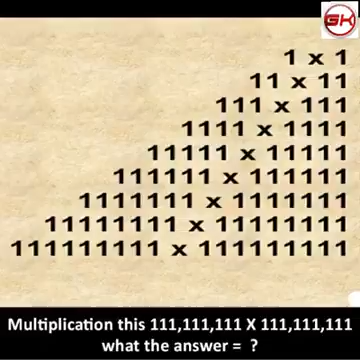 GK
1 x 1
11 x 11
111 x 111
1111 x 1111
11111 x 11111
111111 x 111111
1111111 x 1111111
11111111 x 11111111
111111111 x 111111111
Multiplication this 111,111,111 X 111,111,111
what the answer = ?